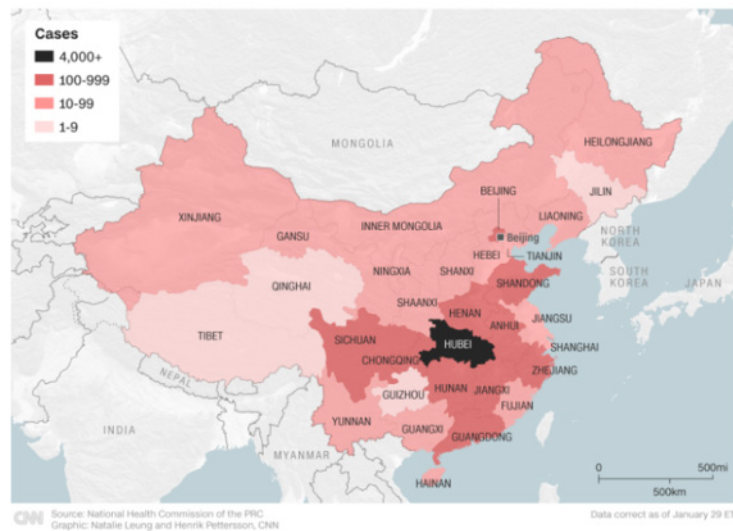 Cases
4,000+
100-999
10-99
1-9
MONGOLIA
HEILONGJIANG
JILIN
BEIJING
LIAONING
XINJIANG
INNER MONGOLIA
GANSU
Beijing
NORTH
KOREA
HEBEI
TIANJIN
NINGXIA
SHANXI
SOUTH
KOREA
JAPAN
QINGHAI
SHANDONG
SHAANXI
HENAN
JIANGSU
ANHUI
TIBET
SICHUAN
HUBEI
SHANGHAI
CHONGQING
ZHEJIANG
NEPAL
GUIZHOU
HUNAN
JIANGXI
FUJIAN
YUNNAN
GUANGXI
INDIA
GUANGDONG
MYANMAR
HAINAN
0
500mi
500km
CNN
Source: National Health Commission of the PRC
Graphic: Natalie Leung and Henrik Pettersson, CNN
Data correct as of January 29 ET